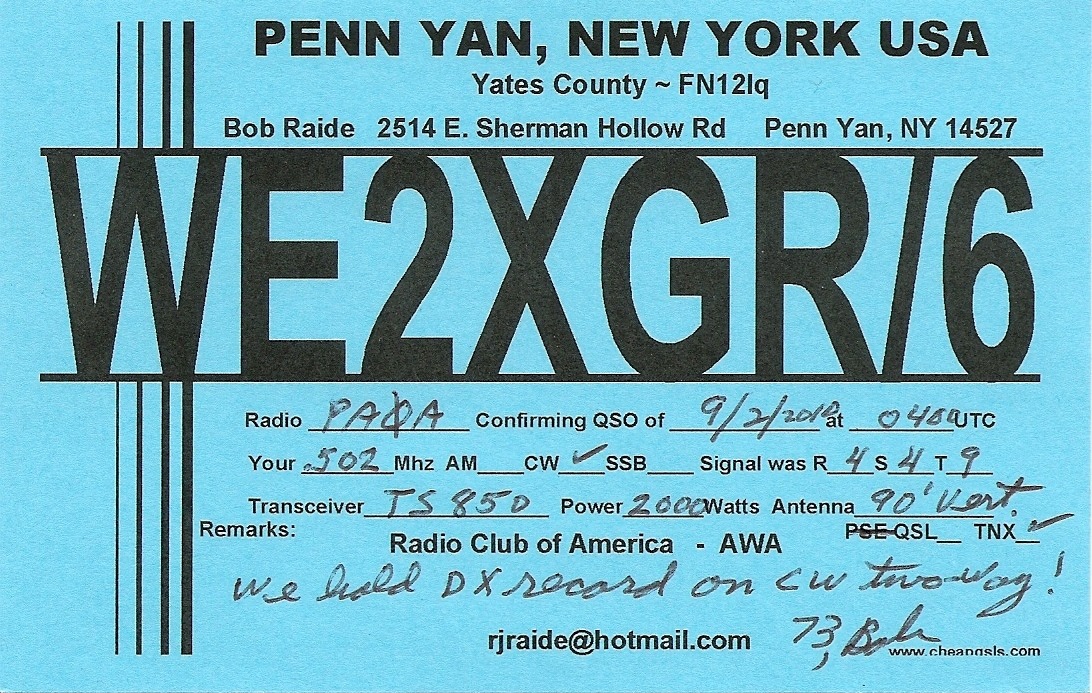 PENN YAN, NEW YORK USA
Yates County ~ FN12lq
Bob Raide 2514 E. Sherman Hollow Rd Penn Yan, NY 14527
WE2XGR/6
Radio PA0A Confirming QSO of 9/2/2010 at 0400 UTC
Your .502 Mhz AM___ CW ✓ SSB___ Signal was R 4 S 4 T 9
Transceiver TS 850 Power 2000 Watts Antenna 90' Vert.
Remarks: PSE QSL__ TNX ✓
Radio Club of America - AWA
We hold DX record on CW two-way!
rjraide@hotmail.com 73, Bob
www.cheapqsls.com